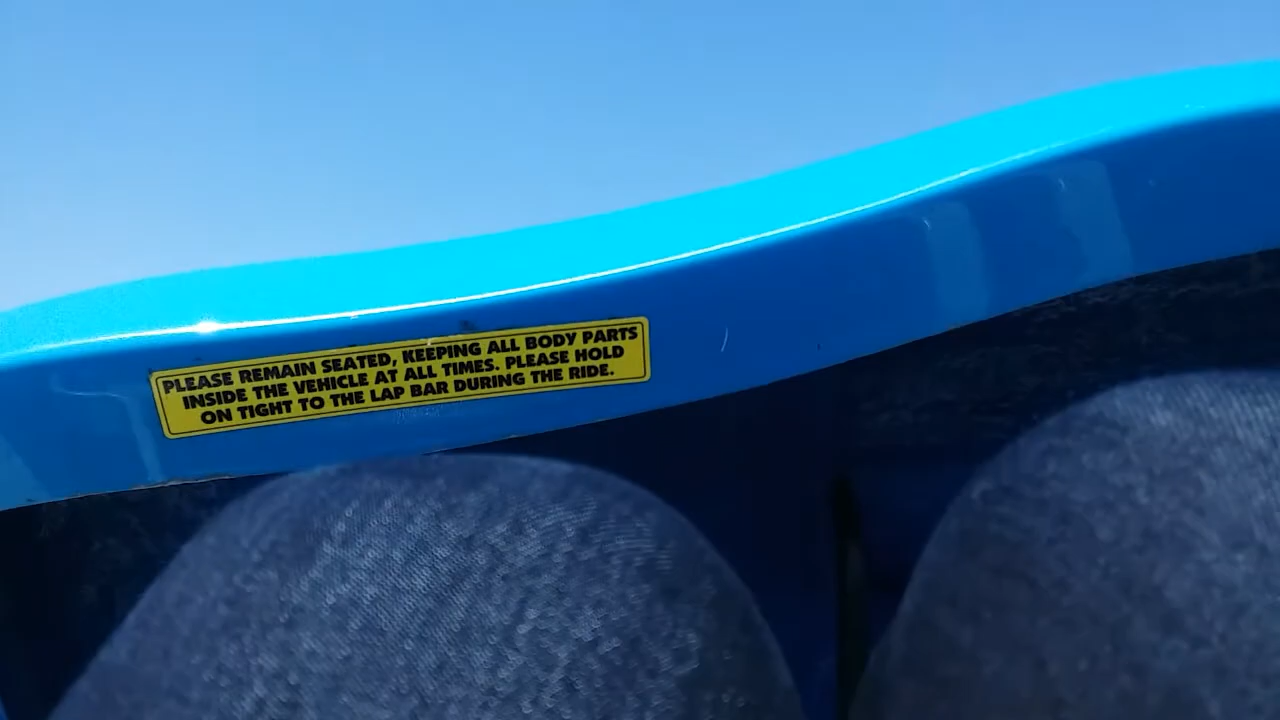 PLEASE REMAIN SEATED, KEEPING ALL BODY PARTS
INSIDE THE VEHICLE AT ALL TIMES. PLEASE HOLD
ON TIGHT TO THE LAP BAR DURING THE RIDE.